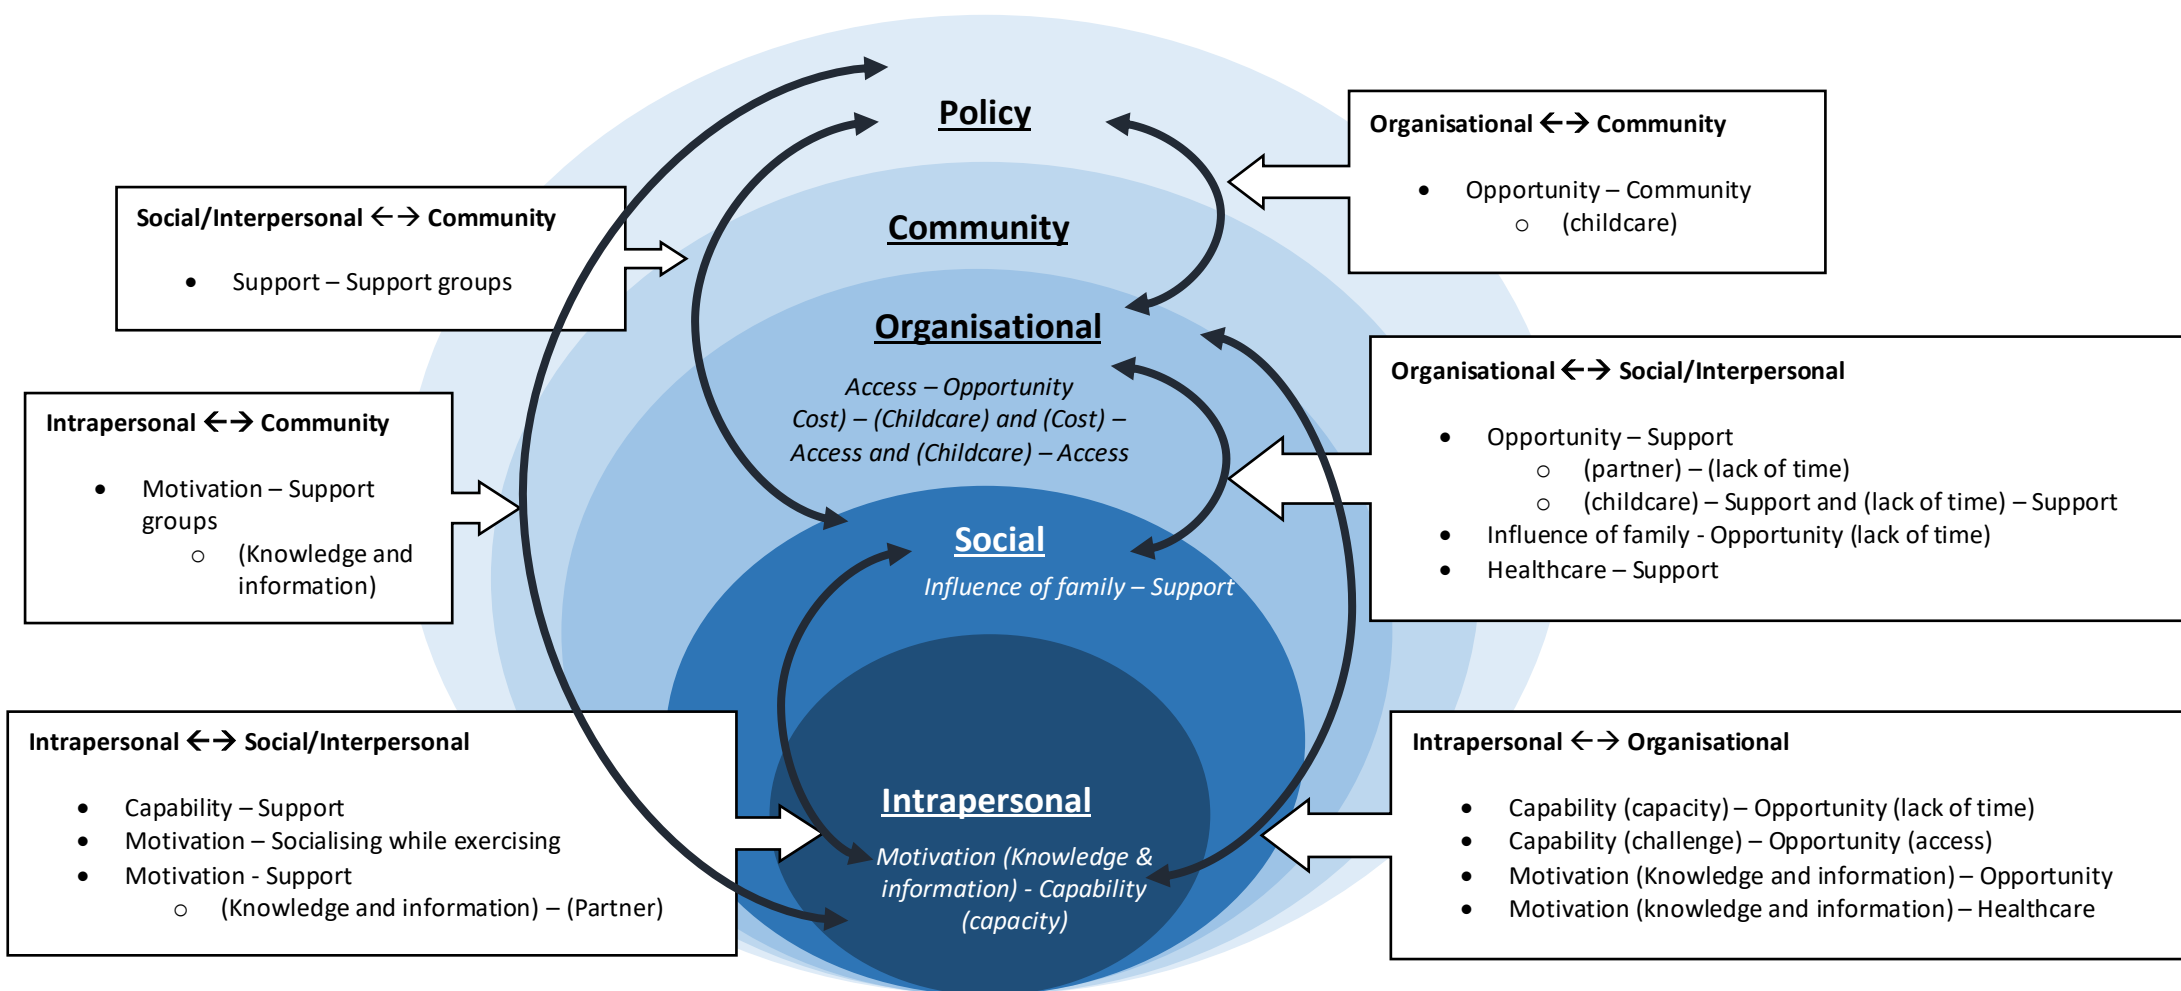 Policy
Community
Organisational
Access – Opportunity
Cost) – (Childcare) and (Cost) –
Access and (Childcare) – Access
Social
Influence of family – Support
Intrapersonal
Motivation (Knowledge &
information) - Capability
(capacity)
Social/Interpersonal ←→ Community
• Support – Support groups
Intrapersonal ←→ Community
• Motivation – Support
groups
o (Knowledge and
information)
Intrapersonal ←→ Social/Interpersonal
• Capability – Support
• Motivation – Socialising while exercising
• Motivation - Support
o (Knowledge and information) – (Partner)
Organisational ←→ Community
• Opportunity – Community
o (childcare)
Organisational ←→ Social/Interpersonal
• Opportunity – Support
o (partner) – (lack of time)
o (childcare) – Support and (lack of time) – Support
• Influence of family - Opportunity (lack of time)
• Healthcare – Support
Intrapersonal ←→ Organisational
• Capability (capacity) – Opportunity (lack of time)
• Capability (challenge) – Opportunity (access)
• Motivation (Knowledge and information) – Opportunity
• Motivation (knowledge and information) – Healthcare